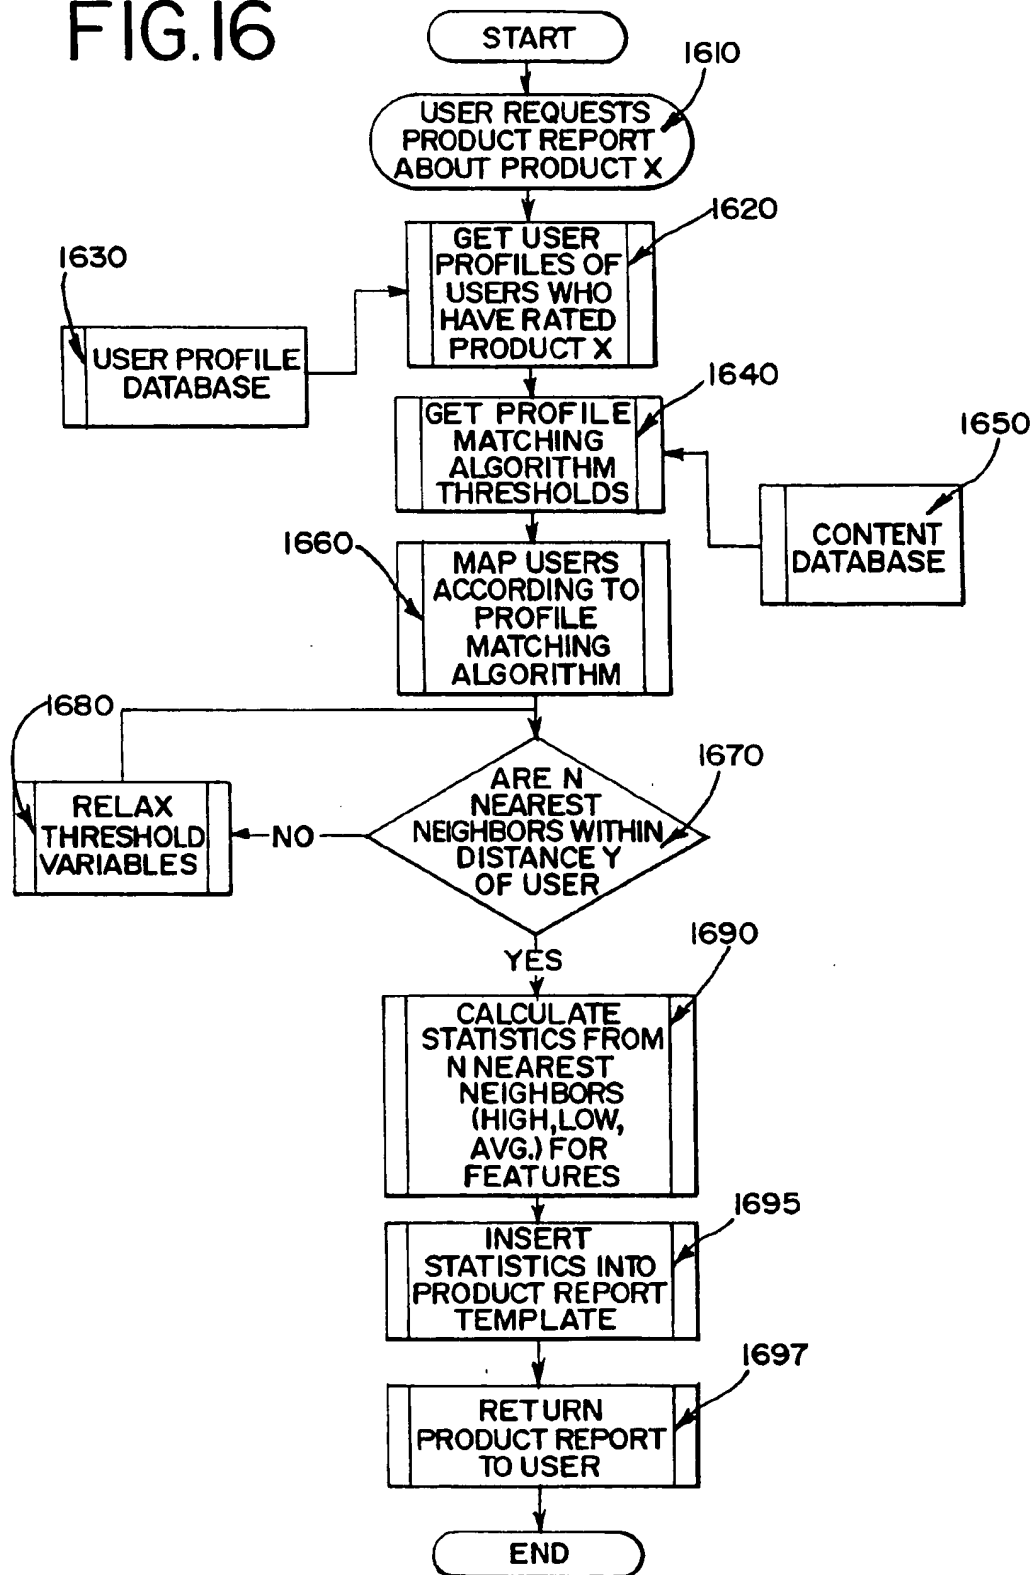 FIG.16
START
1610
USER REQUESTS
PRODUCT REPORT
ABOUT PRODUCT X
1620
GET USER
PROFILES OF
USERS WHO
HAVE RATED
PRODUCT X
1630
USER PROFILE
DATABASE
1640
GET PROFILE
MATCHING
ALGORITHM
THRESHOLDS
1650
CONTENT
DATABASE
1660
MAP USERS
ACCORDING TO
PROFILE
MATCHING
ALGORITHM
1680
RELAX
THRESHOLD
VARIABLES
NO
1670
ARE N
NEAREST
NEIGHBORS WITHIN
DISTANCE Y
OF USER
YES
1690
CALCULATE
STATISTICS FROM
N NEAREST
NEIGHBORS
(HIGH,LOW,
AVG.) FOR
FEATURES
1695
INSERT
STATISTICS INTO
PRODUCT REPORT
TEMPLATE
1697
RETURN
PRODUCT REPORT
TO USER
END